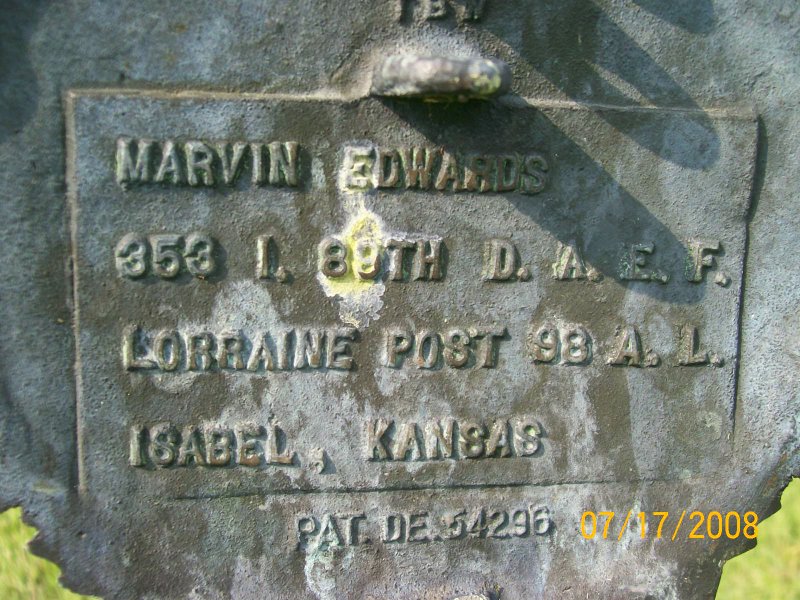 MARVIN EDWARDS
353 I. 89TH D. A. E. F.
LORRAINE POST 98 A. L.
ISABEL, KANSAS
PAT. DE. 54296
07/17/2008